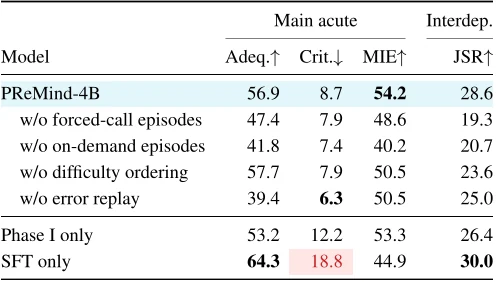 Main acute Interdep.
Model Adeq.↑ Crit.↓ MIE↑ JSR↑
PReMind-4B 56.9 8.7 54.2 28.6
w/o forced-call episodes 47.4 7.9 48.6 19.3
w/o on-demand episodes 41.8 7.4 40.2 20.7
w/o difficulty ordering 57.7 7.9 50.5 23.6
w/o error replay 39.4 6.3 50.5 25.0
Phase I only 53.2 12.2 53.3 26.4
SFT only 64.3 18.8 44.9 30.0